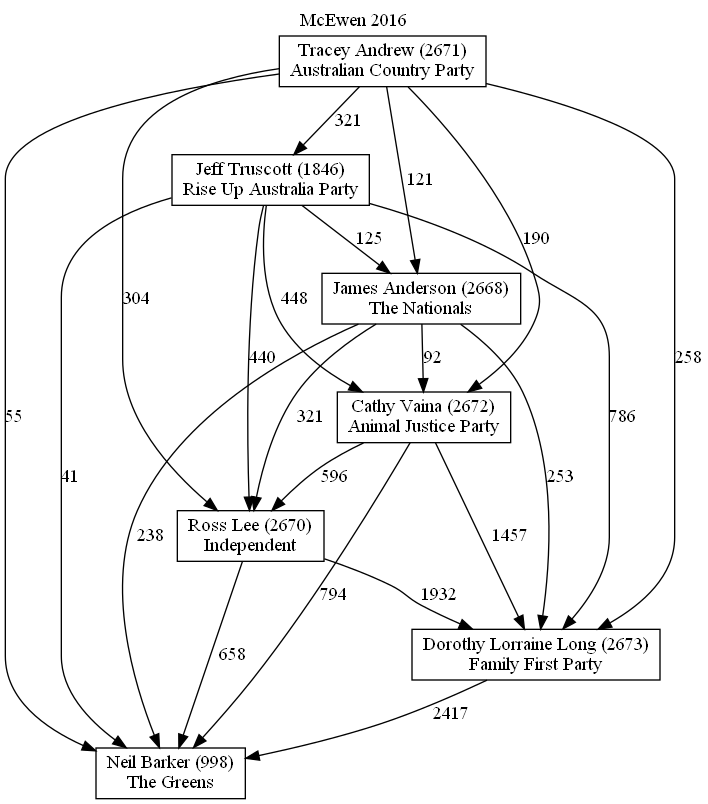 McEwen 2016
Tracey Andrew (2671)
Australian Country Party
321
Jeff Truscott (1846)
Rise Up Australia Party
121
190
125
James Anderson (2668)
The Nationals
304
448
440
92
258
Cathy Vaina (2672)
Animal Justice Party
55
41
321
786
596
253
Ross Lee (2670)
Independent
238
1457
794
1932
Dorothy Lorraine Long (2673)
Family First Party
658
2417
Neil Barker (998)
The Greens